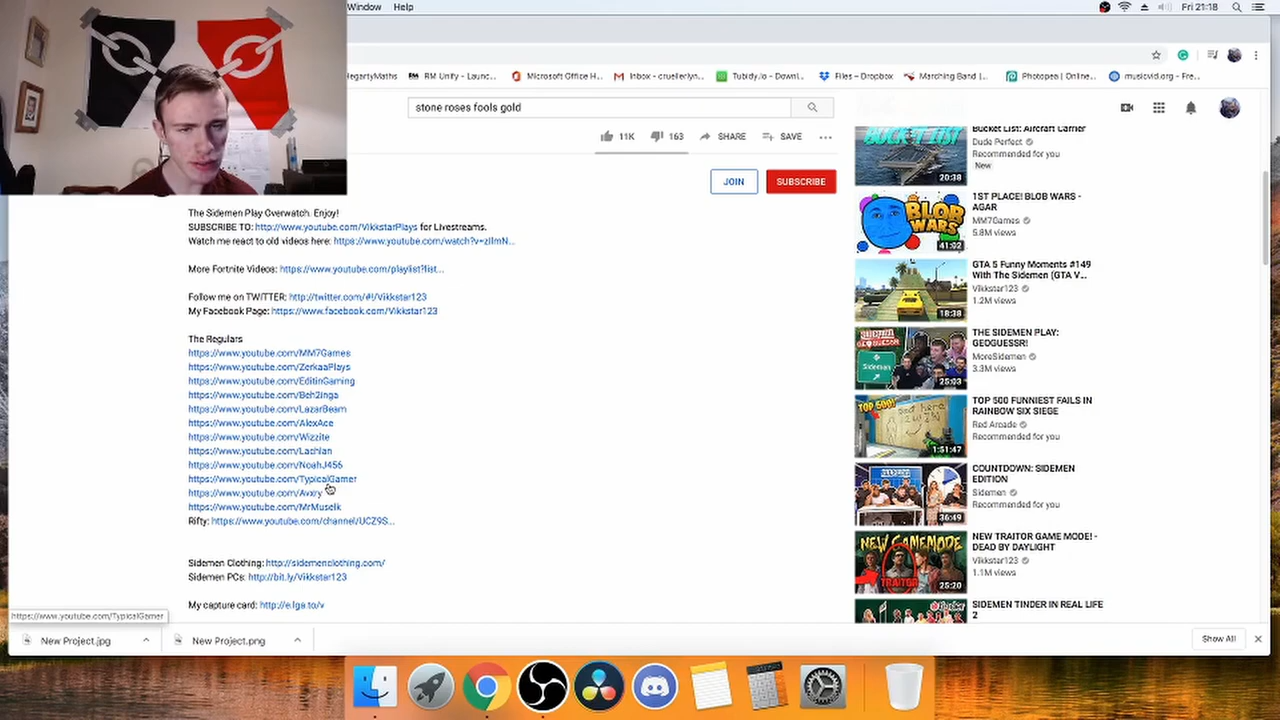 Window Help
Fri 21:18
HegartyMaths RM Unify - Launc... Microsoft Office H... Inbox - cruellerlyn... Tubidy.io - Downl... Files – Dropbox Marching Band |... Photopea | Online... musicvid.org - Fre...
stone roses fools gold
11K 163 SHARE SAVE
JOIN SUBSCRIBE
The Sidemen Play Overwatch. Enjoy!
SUBSCRIBE TO: http://www.youtube.com/VikkstarPlays for Livestreams.
Watch me react to old videos here: https://www.youtube.com/watch?v=zIlmN...
More Fortnite Videos: https://www.youtube.com/playlist?list...
Follow me on TWITTER: http://twitter.com/#!/Vikkstar123
My Facebook Page: https://www.facebook.com/Vikkstar123
The Regulars
https://www.youtube.com/MM7Games
https://www.youtube.com/ZerkaaPlays
https://www.youtube.com/EditinGaming
https://www.youtube.com/Beh2inga
https://www.youtube.com/LazarBeam
https://www.youtube.com/AlexAce
https://www.youtube.com/Wizzite
https://www.youtube.com/Lachlan
https://www.youtube.com/NoahJ456
https://www.youtube.com/TypicalGamer
https://www.youtube.com/Avxry
https://www.youtube.com/MrMuselk
Rifty: https://www.youtube.com/channel/UCZ9S...
Sidemen Clothing: http://sidemenclothing.com/
Sidemen PCs: http://bit.ly/Vikkstar123
My capture card: http://e.lga.to/v
BUCKET LIST
20:38
Bucket List: Aircraft Carrier
Dude Perfect
Recommended for you
New
BLOB WARS
41:02
1ST PLACE! BLOB WARS -
AGAR
MM7Games
5.8M views
18:38
GTA 5 Funny Moments #149
With The Sidemen (GTA V...
Vikkstar123
1.2M views
Sidemen
25:03
THE SIDEMEN PLAY:
GEOGUESSR!
MoreSidemen
3.3M views
TOP 500!
1:51:47
TOP 500 FUNNIEST FAILS IN
RAINBOW SIX SIEGE
Red Arcade
Recommended for you
36:49
COUNTDOWN: SIDEMEN
EDITION
Sidemen
Recommended for you
NEW GAMEMODE
TRAITOR
25:20
NEW TRAITOR GAME MODE! -
DEAD BY DAYLIGHT
Vikkstar123
1.1M views
SIDEMEN TINDER IN REAL LIFE
2
https://www.youtube.com/TypicalGamer
New Project.jpg New Project.png Show All